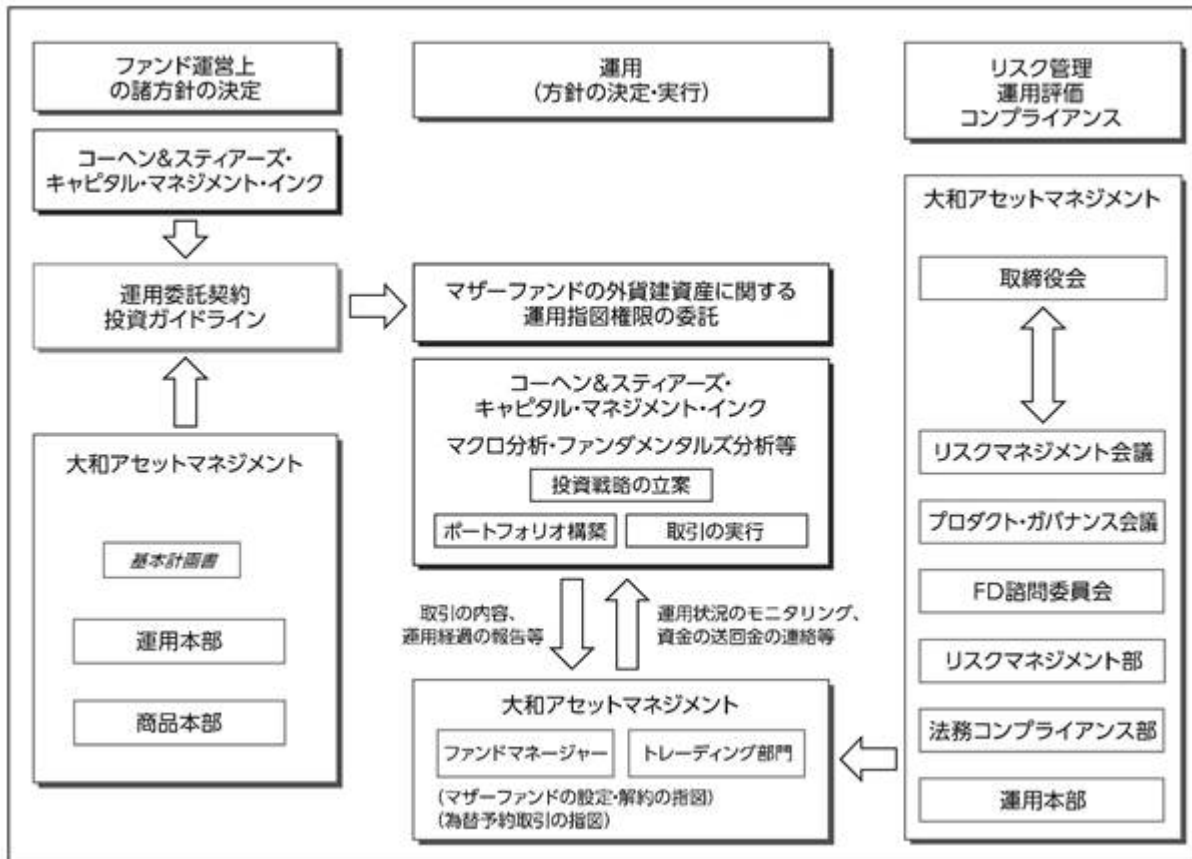 ファンド運営上
の諸方針の決定
コーヘン&スティアーズ・
キャピタル・マネジメント・インク
運用委託契約
投資ガイドライン
大和アセットマネジメント
基本計画書
運用本部
商品本部
運用
(方針の決定・実行)
マザーファンドの外貨建資産に関する
運用指図権限の委託
コーヘン&スティアーズ・
キャピタル・マネジメント・インク
マクロ分析・ファンダメンタルズ分析等
投資戦略の立案
ポートフォリオ構築
取引の実行
取引の内容、
運用経過の報告等
運用状況のモニタリング、
資金の送回金の連絡等
大和アセットマネジメント
ファンドマネージャー
トレーディング部門
(マザーファンドの設定・解約の指図)
(為替予約取引の指図)
リスク管理
運用評価
コンプライアンス
大和アセットマネジメント
取締役会
リスクマネジメント会議
プロダクト・ガバナンス会議
FD諮問委員会
リスクマネジメント部
法務コンプライアンス部
運用本部